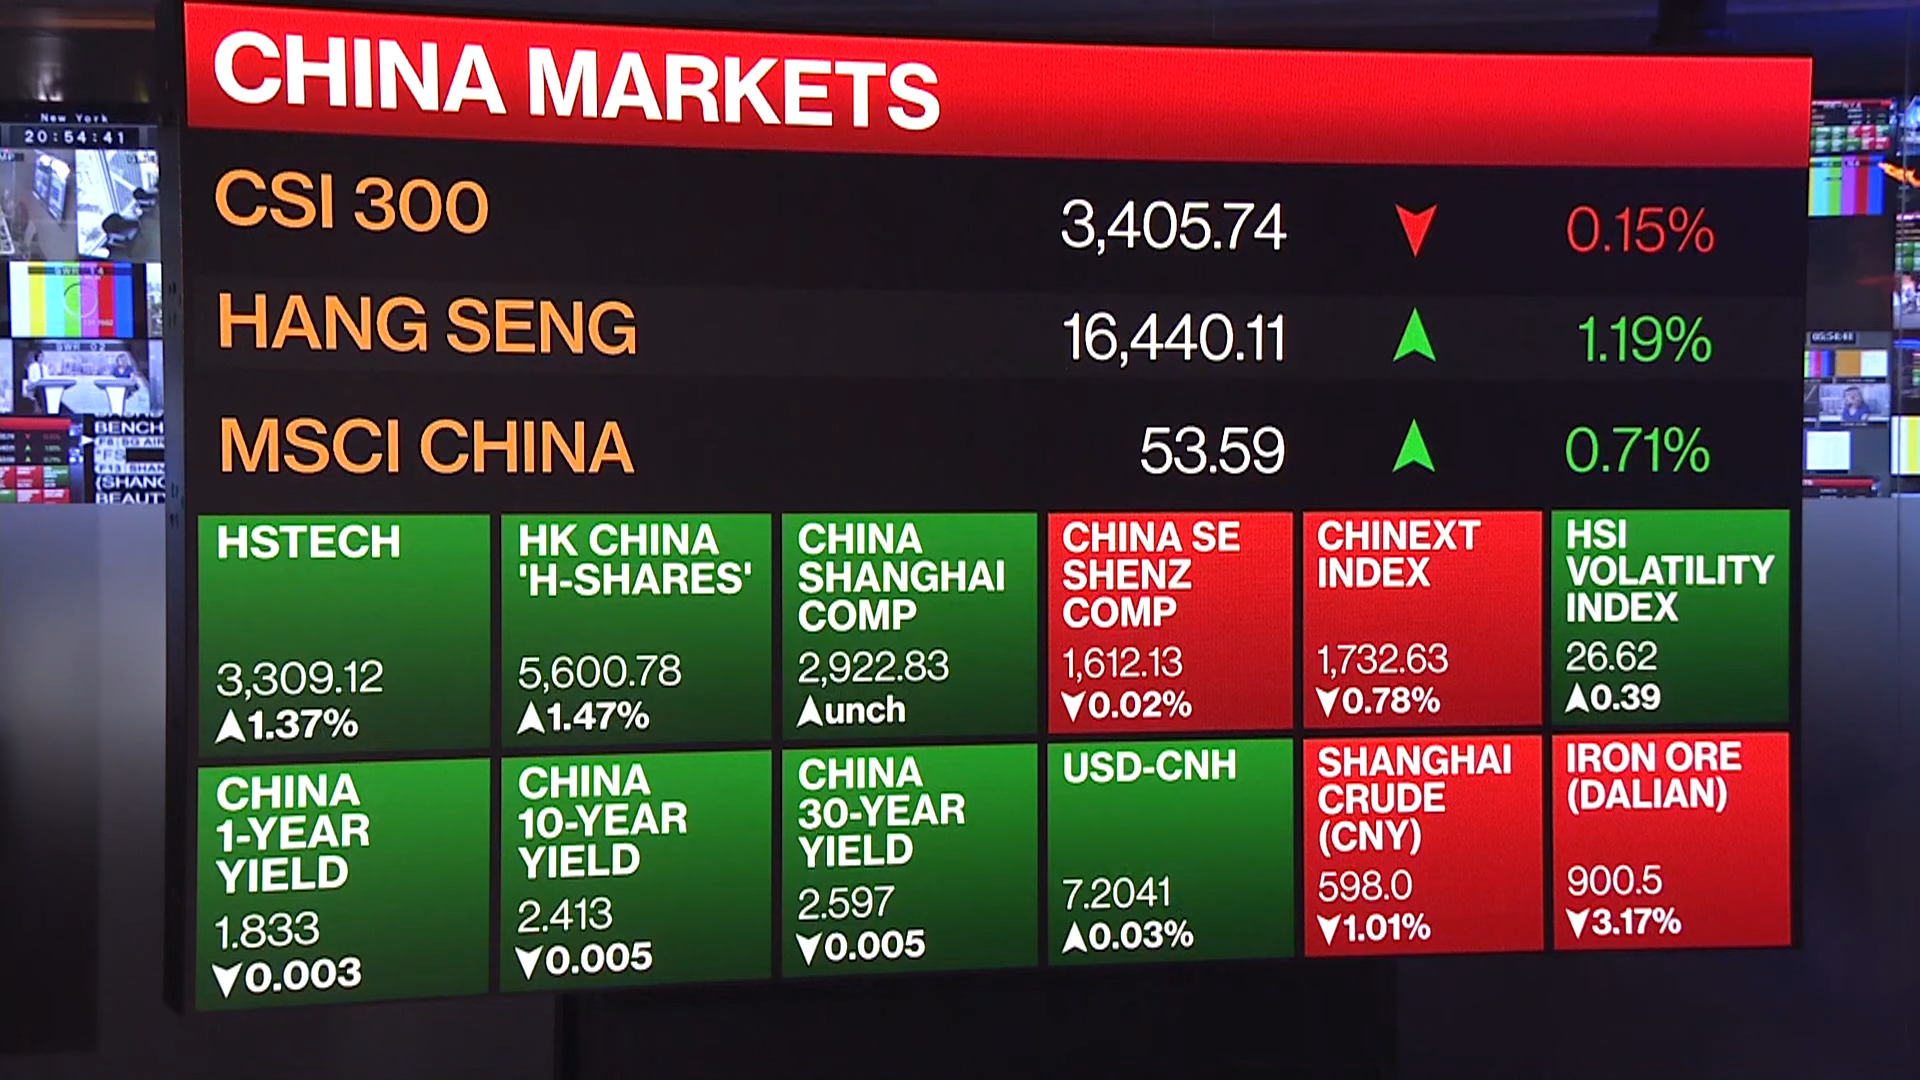 CHINA MARKETS
New York
20:54:41
CSI 300 3,405.74 0.15%
HANG SENG 16,440.11 1.19%
MSCI CHINA 53.59 0.71%
BENCH
(SHANG
BEAUT
HSTECH
3,309.12
▲1.37%
HK CHINA
'H-SHARES'
5,600.78
▲1.47%
CHINA
SHANGHAI
COMP
2,922.83
▲unch
CHINA SE
SHENZ
COMP
1,612.13
▼0.02%
CHINEXT
INDEX
1,732.63
▼0.78%
HSI
VOLATILITY
INDEX
26.62
▲0.39
CHINA
1-YEAR
YIELD
1.833
▼0.003
CHINA
10-YEAR
YIELD
2.413
▼0.005
CHINA
30-YEAR
YIELD
2.597
▼0.005
USD-CNH
7.2041
▲0.03%
SHANGHAI
CRUDE
(CNY)
598.0
▼1.01%
IRON ORE
(DALIAN)
900.5
▼3.17%